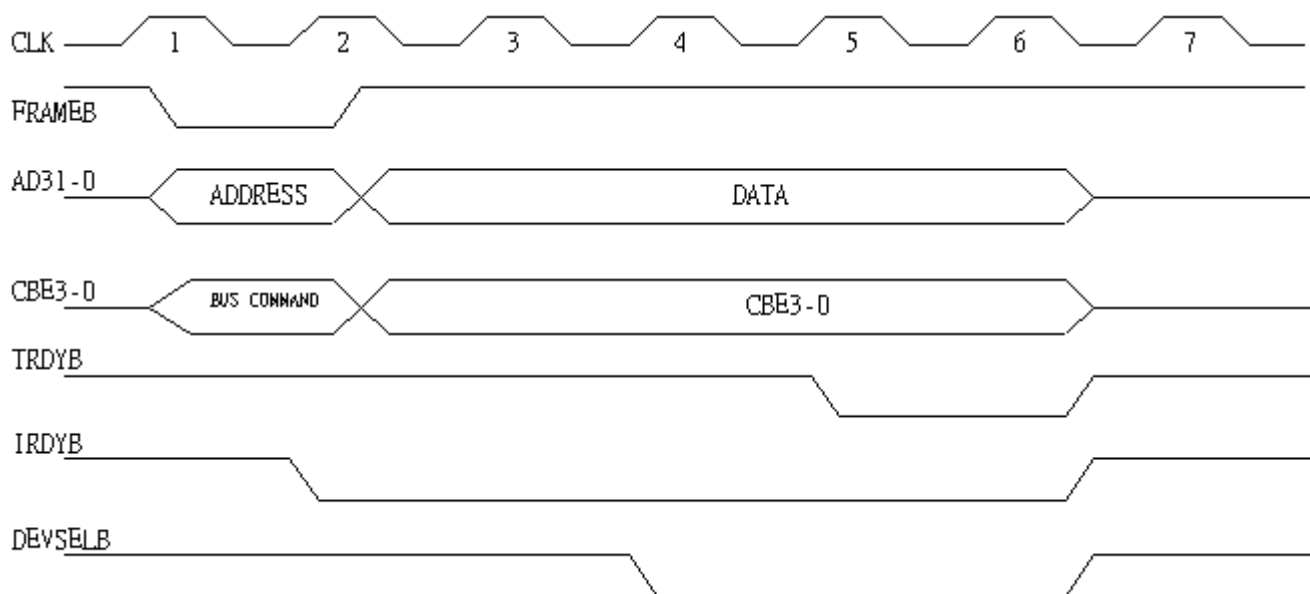 CLK 1 2 3 4 5 6 7
FRAMEB
AD31-0 ADDRESS DATA
CBE3-0 BUS COMMAND CBE3-0
TRDYB
IRDYB
DEVSELB